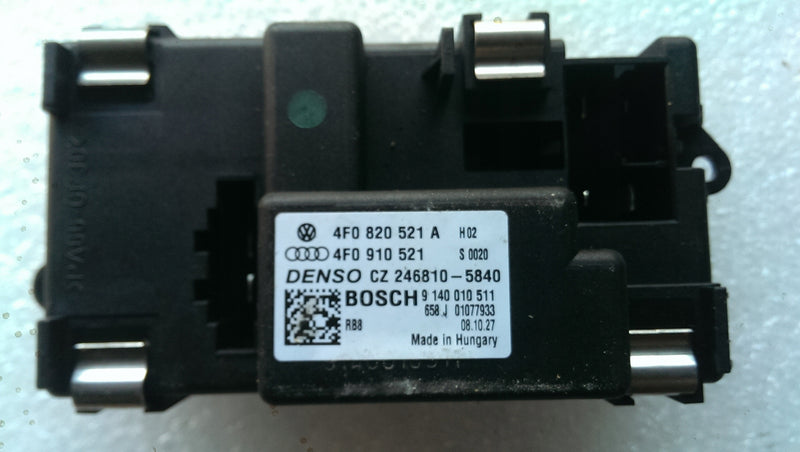 4F0 820 521 A H02
4F0 910 521 S 0020
DENSO CZ 246810-5840
BOSCH 9 140 010 511
658J 01077933
RB8 08.10.27
Made in Hungary